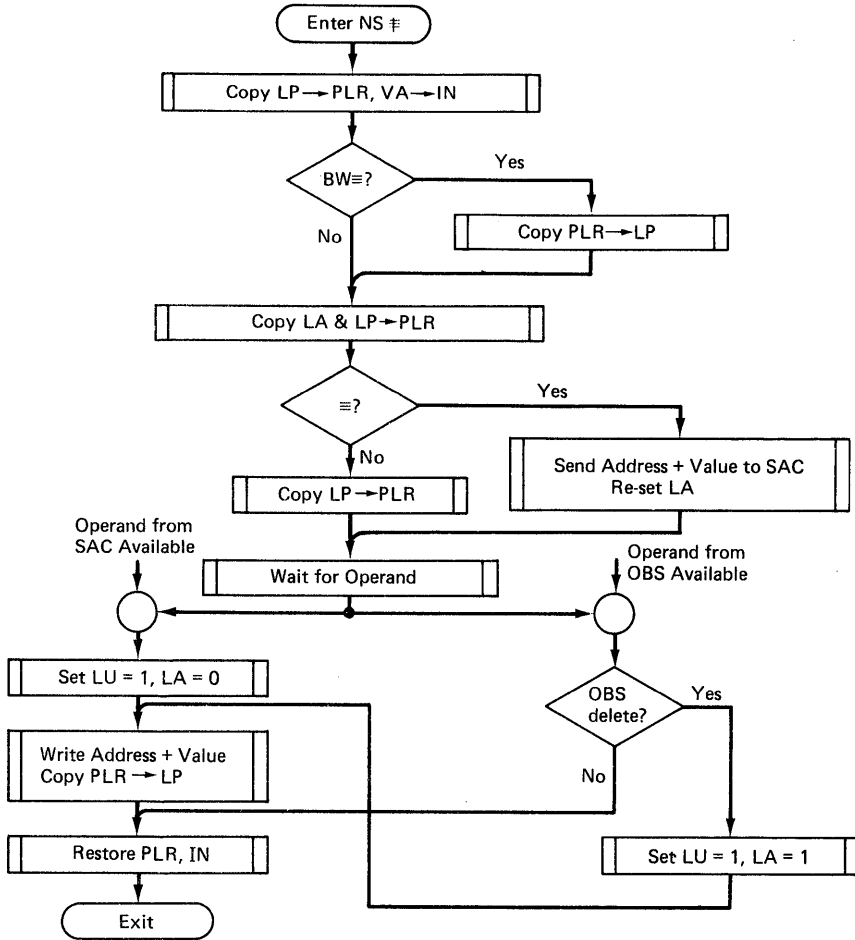 Enter NS ≢
Copy LP→PLR, VA→IN
BW≡?
Yes
No
Copy PLR→LP
Copy LA & LP→PLR
≡?
Yes
No
Send Address + Value to SAC
Re-set LA
Copy LP→PLR
Operand from
SAC Available
Wait for Operand
Operand from
OBS Available
Set LU = 1, LA = 0
OBS
delete?
Yes
No
Write Address + Value
Copy PLR → LP
Restore PLR, IN
Set LU = 1, LA = 1
Exit